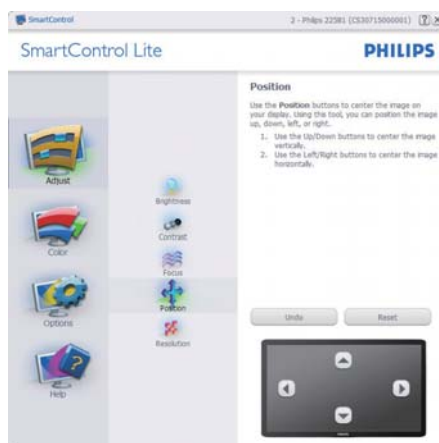 SmartControl
2 - Philips 225B1 (CS30715000001)
SmartControl Lite
PHILIPS
Position
Use the Position buttons to center the image on
your display. Using the tool, you can position the image
up, down, left, or right.
1. Use the Up/Down buttons to center the image
vertically.
2. Use the Left/Right buttons to center the image
horizontally.
Adjust
Color
Options
Help
Brightness
Contrast
Focus
Position
Resolution
Undo
Reset